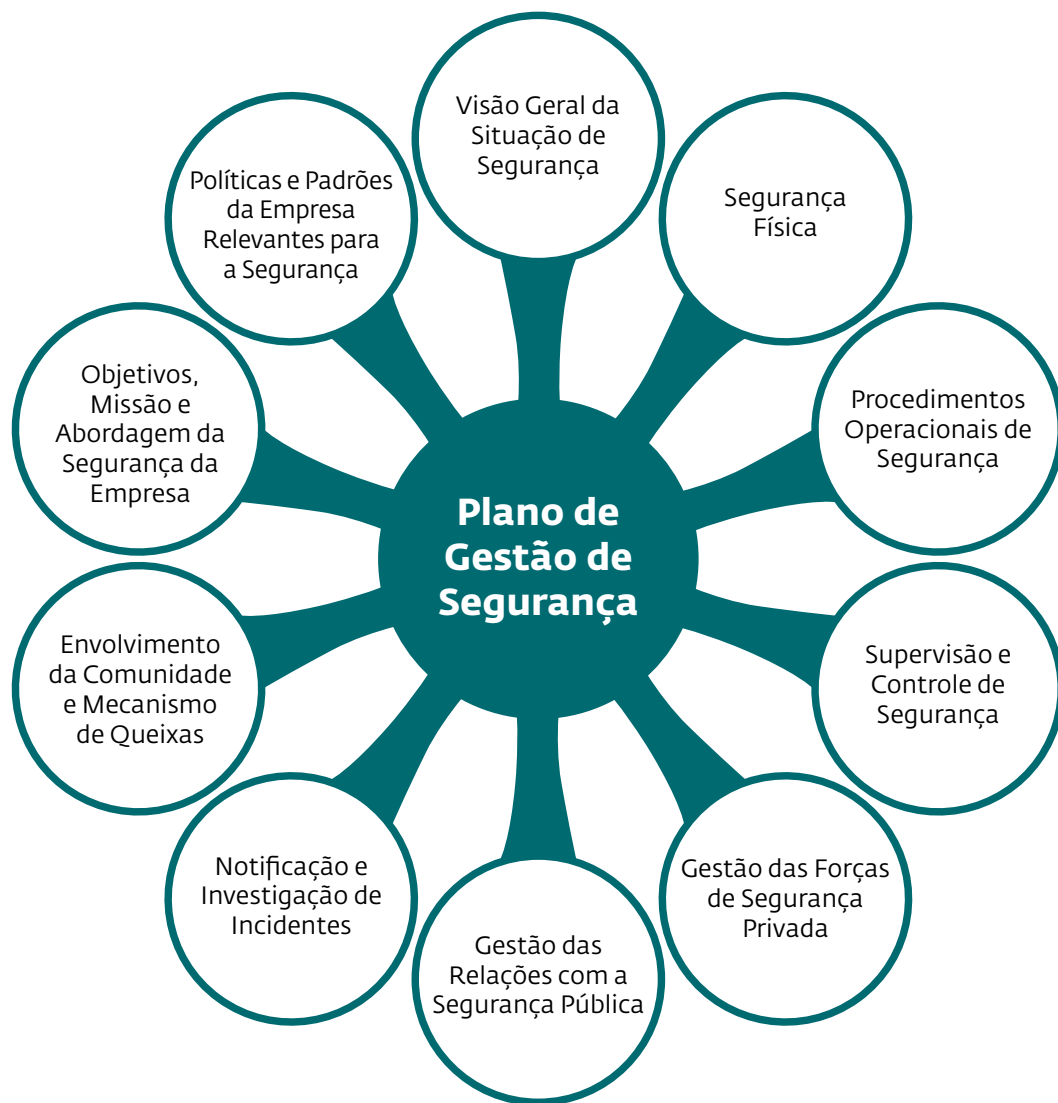 Visão Geral da
Situação de
Segurança
Segurança
Física
Procedimentos
Operacionais de
Segurança
Supervisão e
Controle de
Segurança
Gestão das Forças
de Segurança
Privada
Gestão das
Relações com a
Segurança Pública
Notificação e
Investigação de
Incidentes
Envolvimento
da Comunidade
e Mecanismo
de Queixas
Objetivos,
Missão e
Abordagem da
Segurança da
Empresa
Políticas e Padrões
da Empresa
Relevantes para
a Segurança
Plano de
Gestão de
Segurança